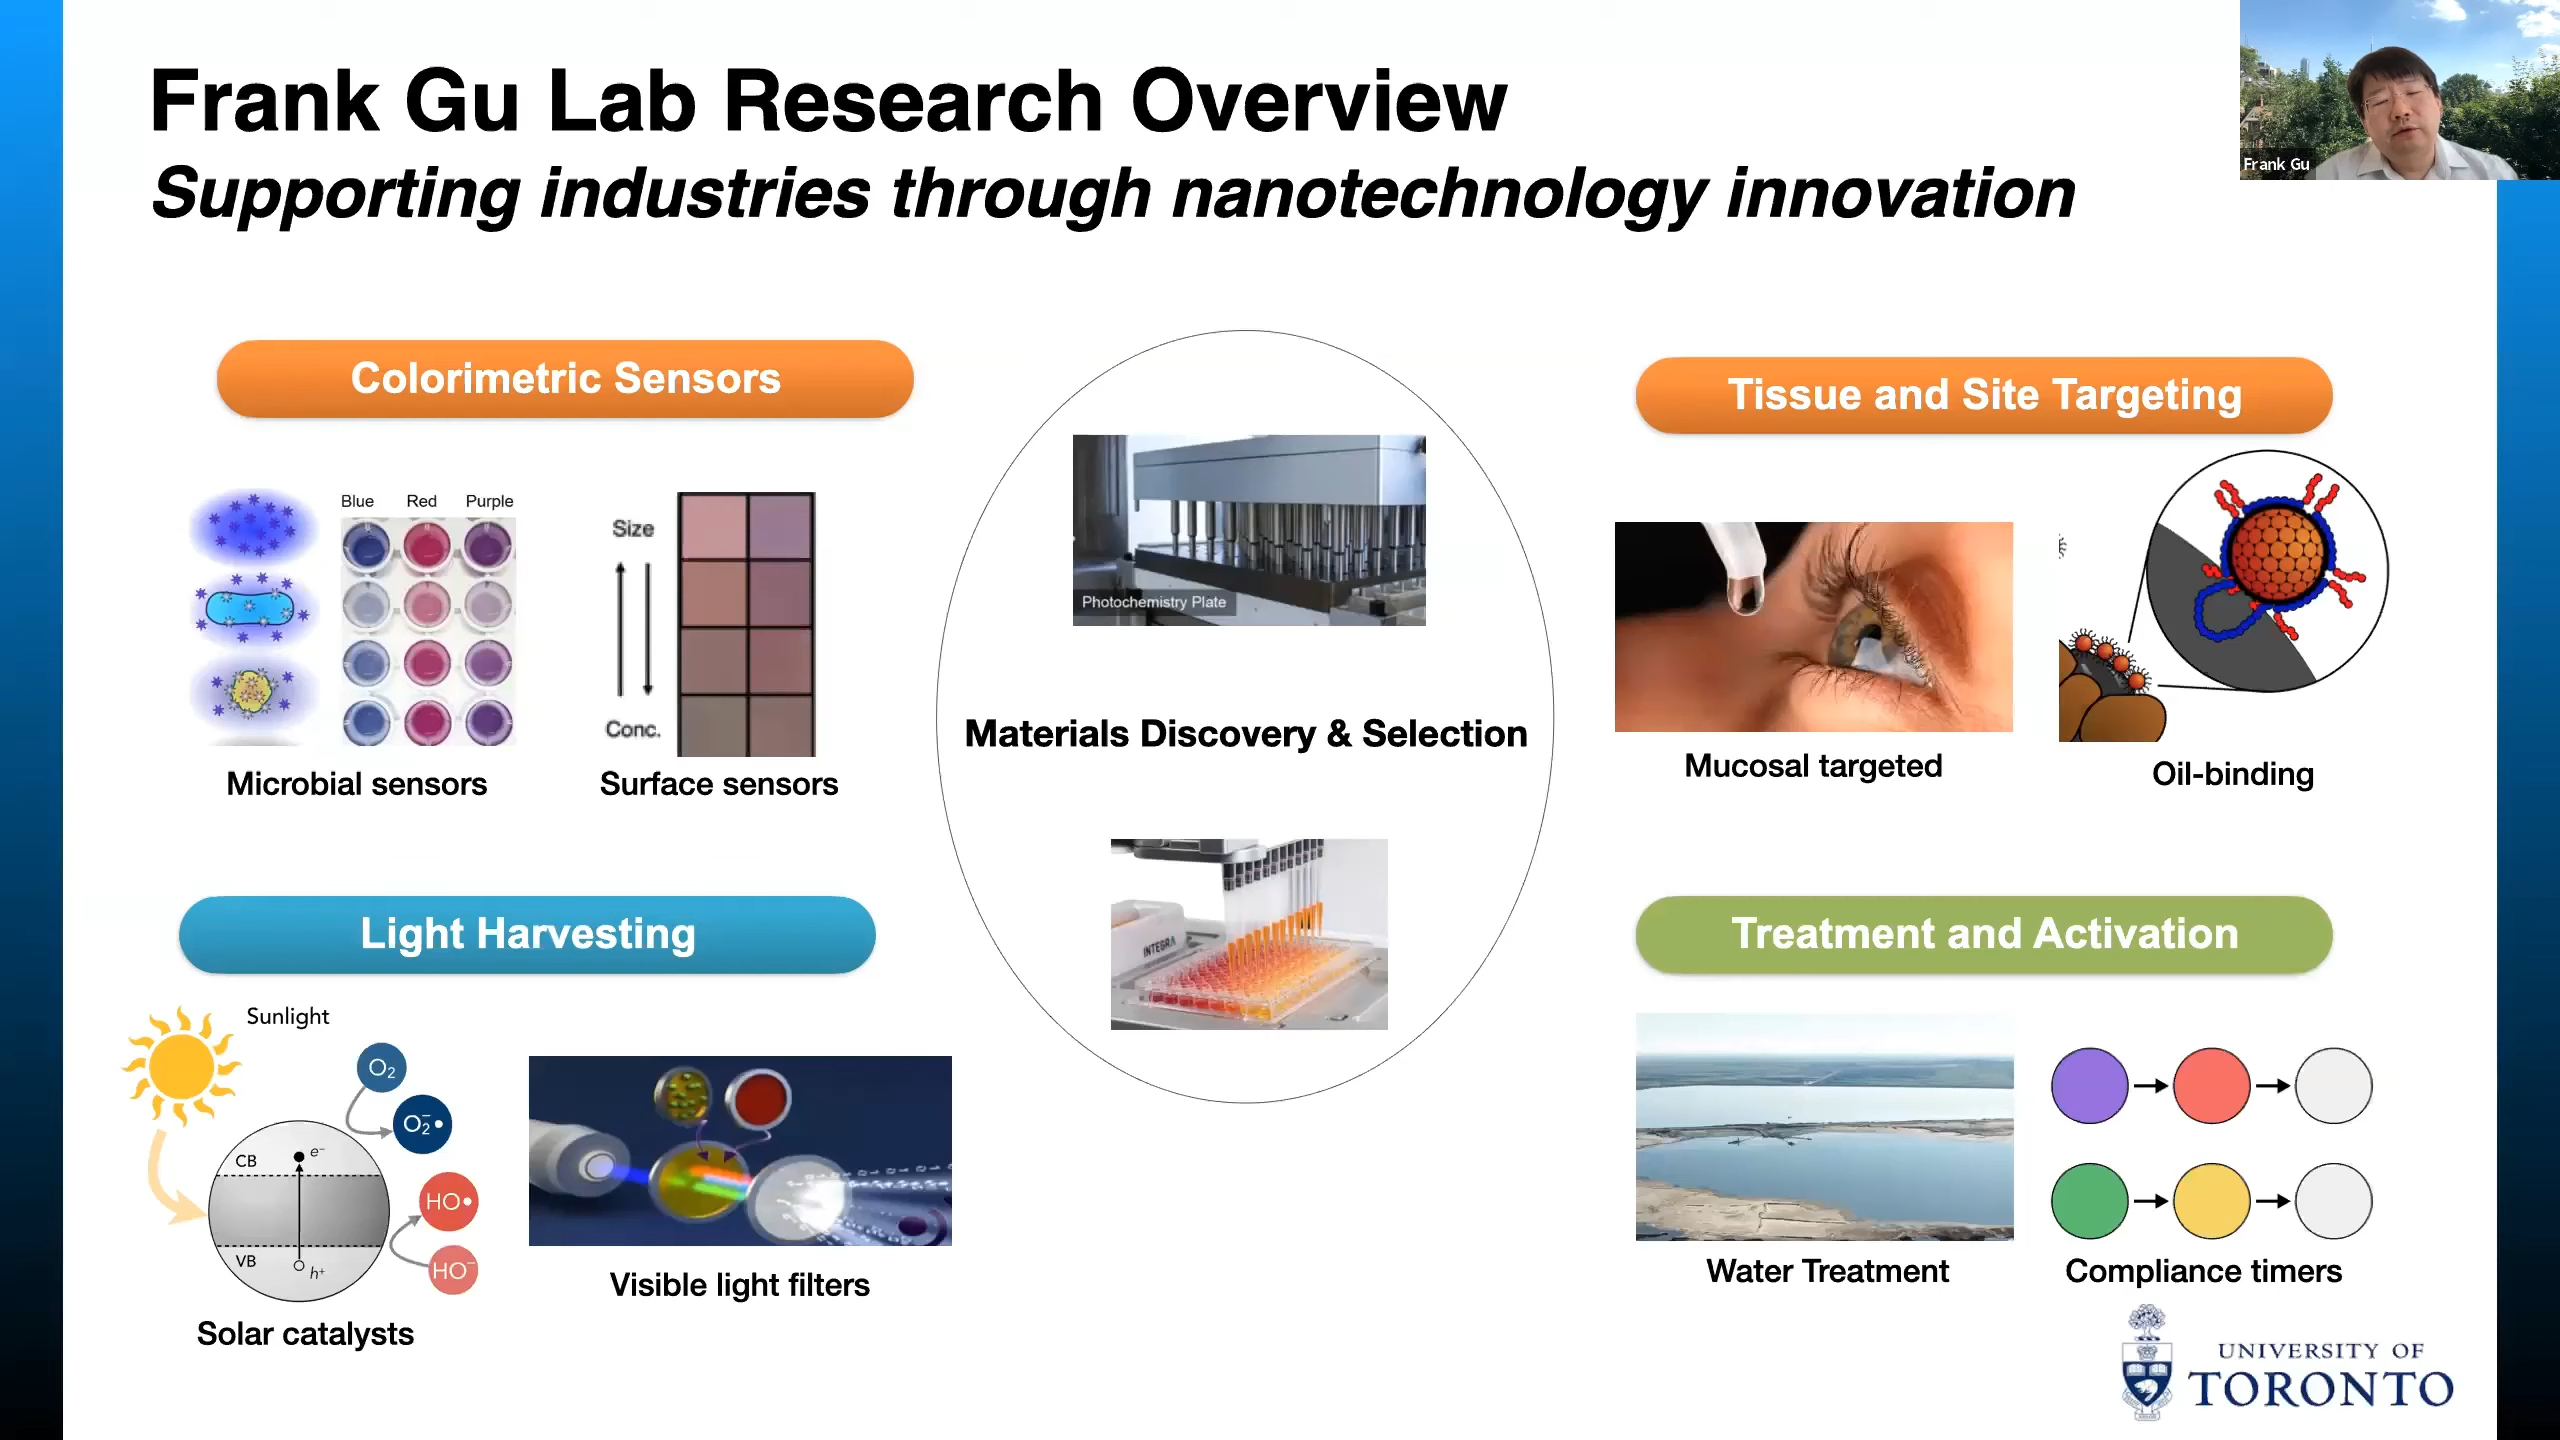 Frank Gu Lab Research Overview
Supporting industries through nanotechnology innovation
Frank Gu
Colorimetric Sensors
Blue Red Purple
Size
Conc.
Microbial sensors
Surface sensors
Photochemistry Plate
Materials Discovery & Selection
INTEGRA
Tissue and Site Targeting
Mucosal targeted
Oil-binding
Light Harvesting
Sunlight
O₂
O₂⁻•
CB
e⁻
HO•
VB
h⁺
HO⁻
Solar catalysts
Visible light filters
Treatment and Activation
Water Treatment
Compliance timers
UNIVERSITY OF
TORONTO